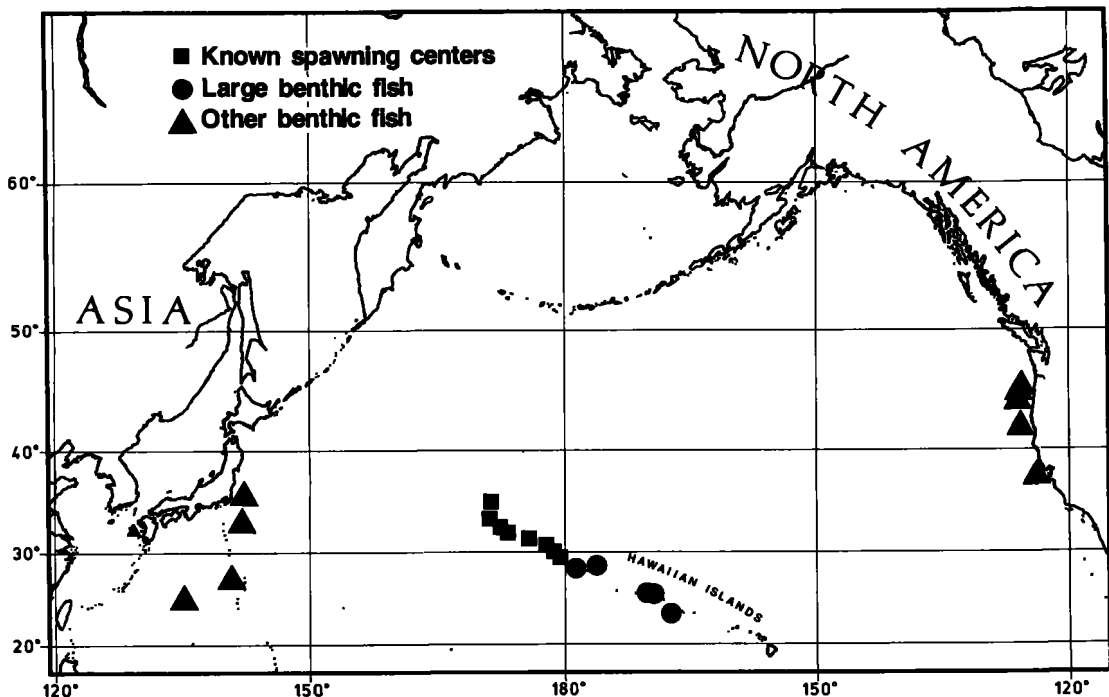 Known spawning centers
Large benthic fish
Other benthic fish
NORTH AMERICA
ASIA
HAWAIIAN ISLANDS
60°
50°
40°
30°
20°
120° 150° 180° 150° 120°